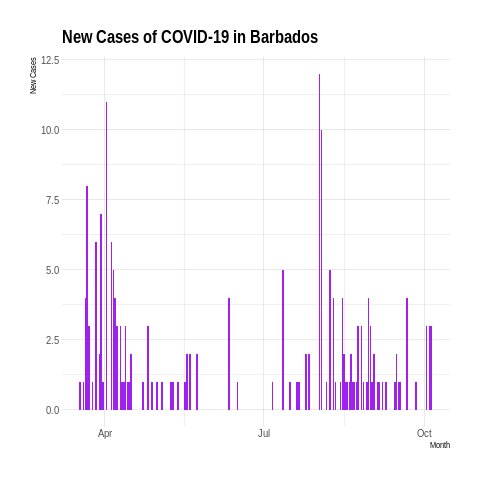 New Cases of COVID-19 in Barbados
New Cases
12.5
10.0
7.5
5.0
2.5
0.0
Apr
Jul
Oct
Month